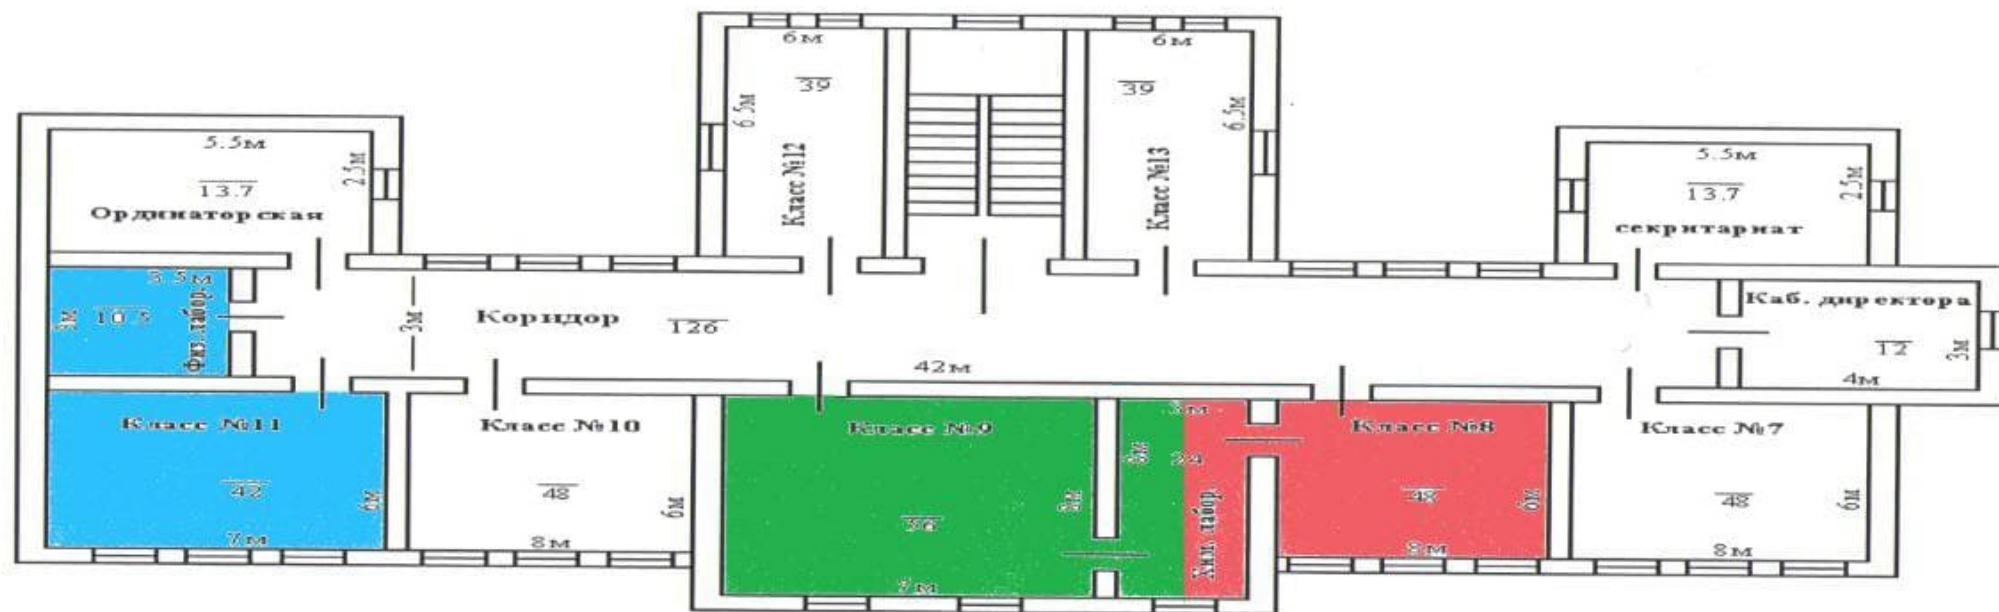 6м
6м
39
39
6.5м
6.5м
Класс №12
Класс №13
5.5м
2.5м
13.7
Ординаторская
5.5м
2.5м
13.7
секритариат
3.5м
3м
10.5
Физ. лабор.
3м
Коридор
126
42м
Каб. директора
12
3м
4м
Класс №11
42
6м
7м
Класс №10
48
6м
8м
Класс №9
56
8м
7м
3м
8м
24
Хим. лабор.
Класс №8
48
6м
8м
Класс №7
48
6м
8м